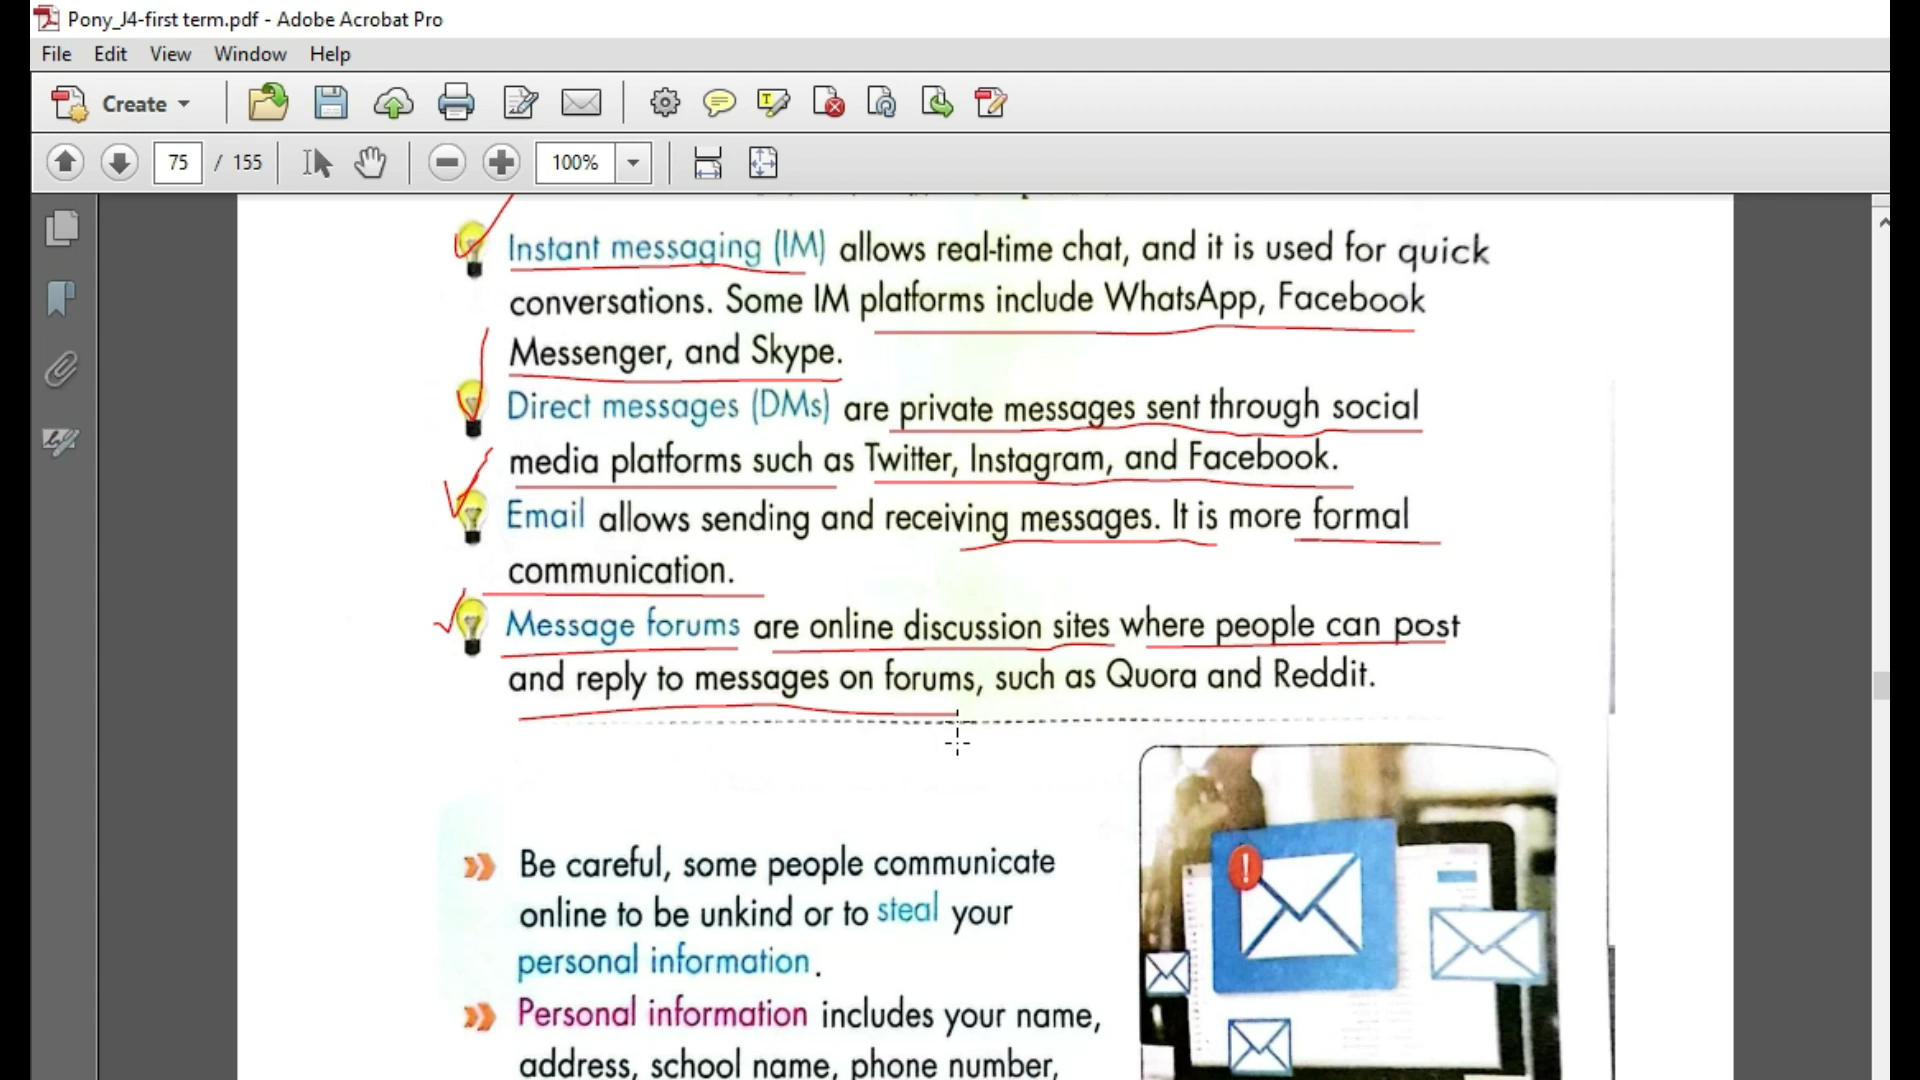 Pony_J4-first term.pdf - Adobe Acrobat Pro
File Edit View Window Help
Create
75 / 155 100%
Instant messaging (IM) allows real-time chat, and it is used for quick
conversations. Some IM platforms include WhatsApp, Facebook
Messenger, and Skype.
Direct messages (DMs) are private messages sent through social
media platforms such as Twitter, Instagram, and Facebook.
Email allows sending and receiving messages. It is more formal
communication.
Message forums are online discussion sites where people can post
and reply to messages on forums, such as Quora and Reddit.
Be careful, some people communicate
online to be unkind or to steal your
personal information.
Personal information includes your name,
address, school name, phone number,